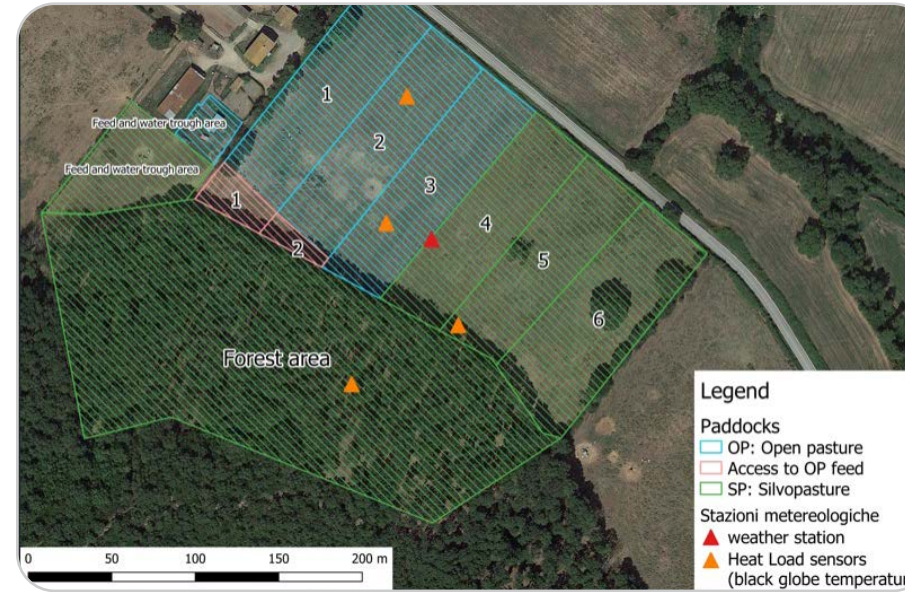 1
2
3
Feed and water trough area
Feed and water trough area
1
2
4
5
6
Forest area
Legend
Paddocks
OP: Open pasture
Access to OP feed
SP: Silvopasture
Stazioni metereologiche
weather station
Heat Load sensors
(black globe temperatur
0 50 100 150 200 m